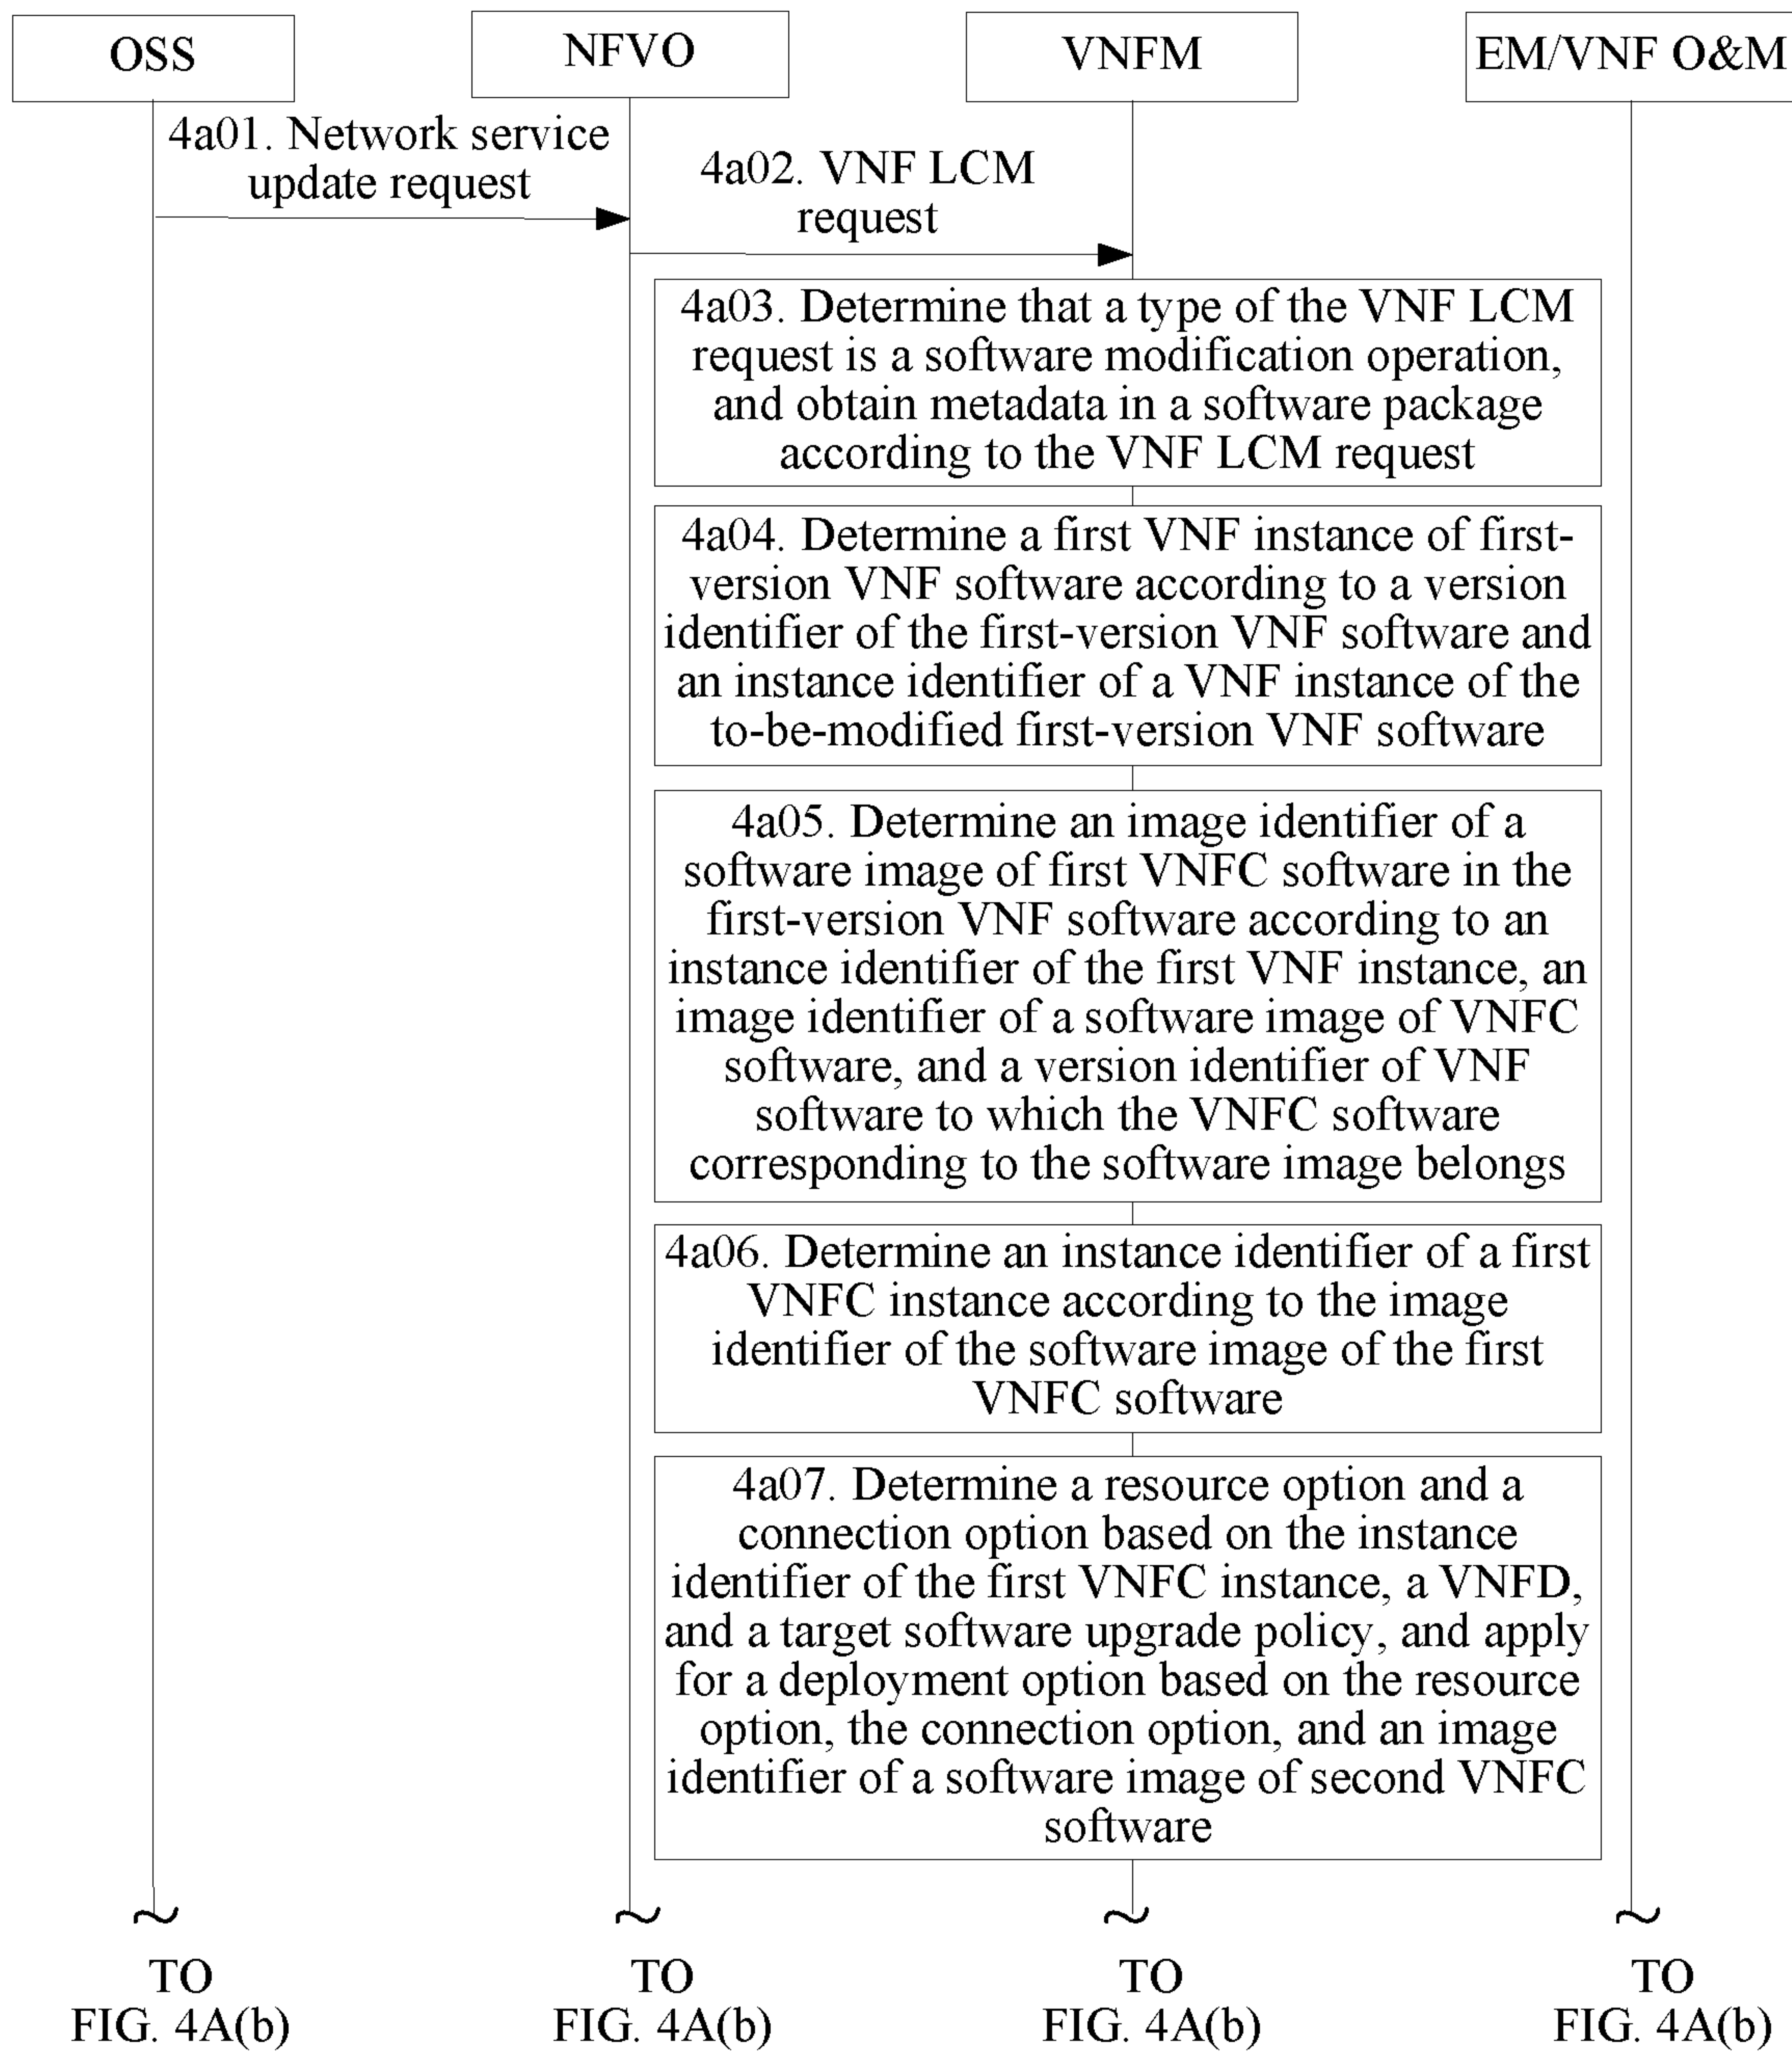 OSS
NFVO
VNFM
EM/VNF O&M
4a01. Network service
update request
4a02. VNF LCM
request
4a03. Determine that a type of the VNF LCM
request is a software modification operation,
and obtain metadata in a software package
according to the VNF LCM request
4a04. Determine a first VNF instance of first-
version VNF software according to a version
identifier of the first-version VNF software and
an instance identifier of a VNF instance of the
to-be-modified first-version VNF software
4a05. Determine an image identifier of a
software image of first VNFC software in the
first-version VNF software according to an
instance identifier of the first VNF instance, an
image identifier of a software image of VNFC
software, and a version identifier of VNF
software to which the VNFC software
corresponding to the software image belongs
4a06. Determine an instance identifier of a first
VNFC instance according to the image
identifier of the software image of the first
VNFC software
4a07. Determine a resource option and a
connection option based on the instance
identifier of the first VNFC instance, a VNFD,
and a target software upgrade policy, and apply
for a deployment option based on the resource
option, the connection option, and an image
identifier of a software image of second VNFC
software
TO
FIG. 4A(b)
TO
FIG. 4A(b)
TO
FIG. 4A(b)
TO
FIG. 4A(b)